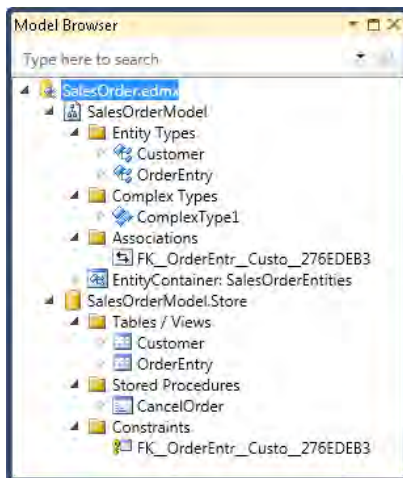 Model Browser
Type here to search
SalesOrder.edmx
SalesOrderModel
Entity Types
Customer
OrderEntry
Complex Types
ComplexType1
Associations
FK__OrderEntr__Custo__276EDEB3
EntityContainer: SalesOrderEntities
SalesOrderModel.Store
Tables / Views
Customer
OrderEntry
Stored Procedures
CancelOrder
Constraints
FK__OrderEntr__Custo__276EDEB3